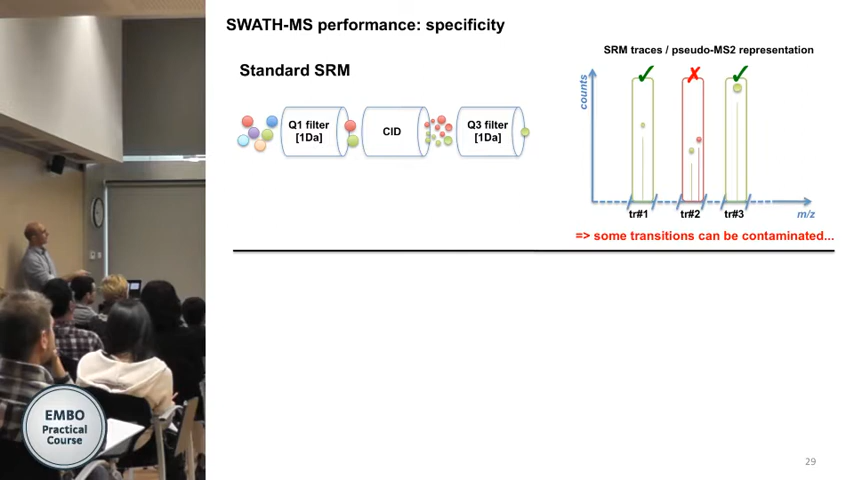 SWATH-MS performance: specificity
SRM traces / pseudo-MS2 representation
Standard SRM
counts
Q1 filter
[1Da]
CID
Q3 filter
[1Da]
tr#1
tr#2
tr#3
m/z
=> some transitions can be contaminated...
EMBO
Practical
Course
29